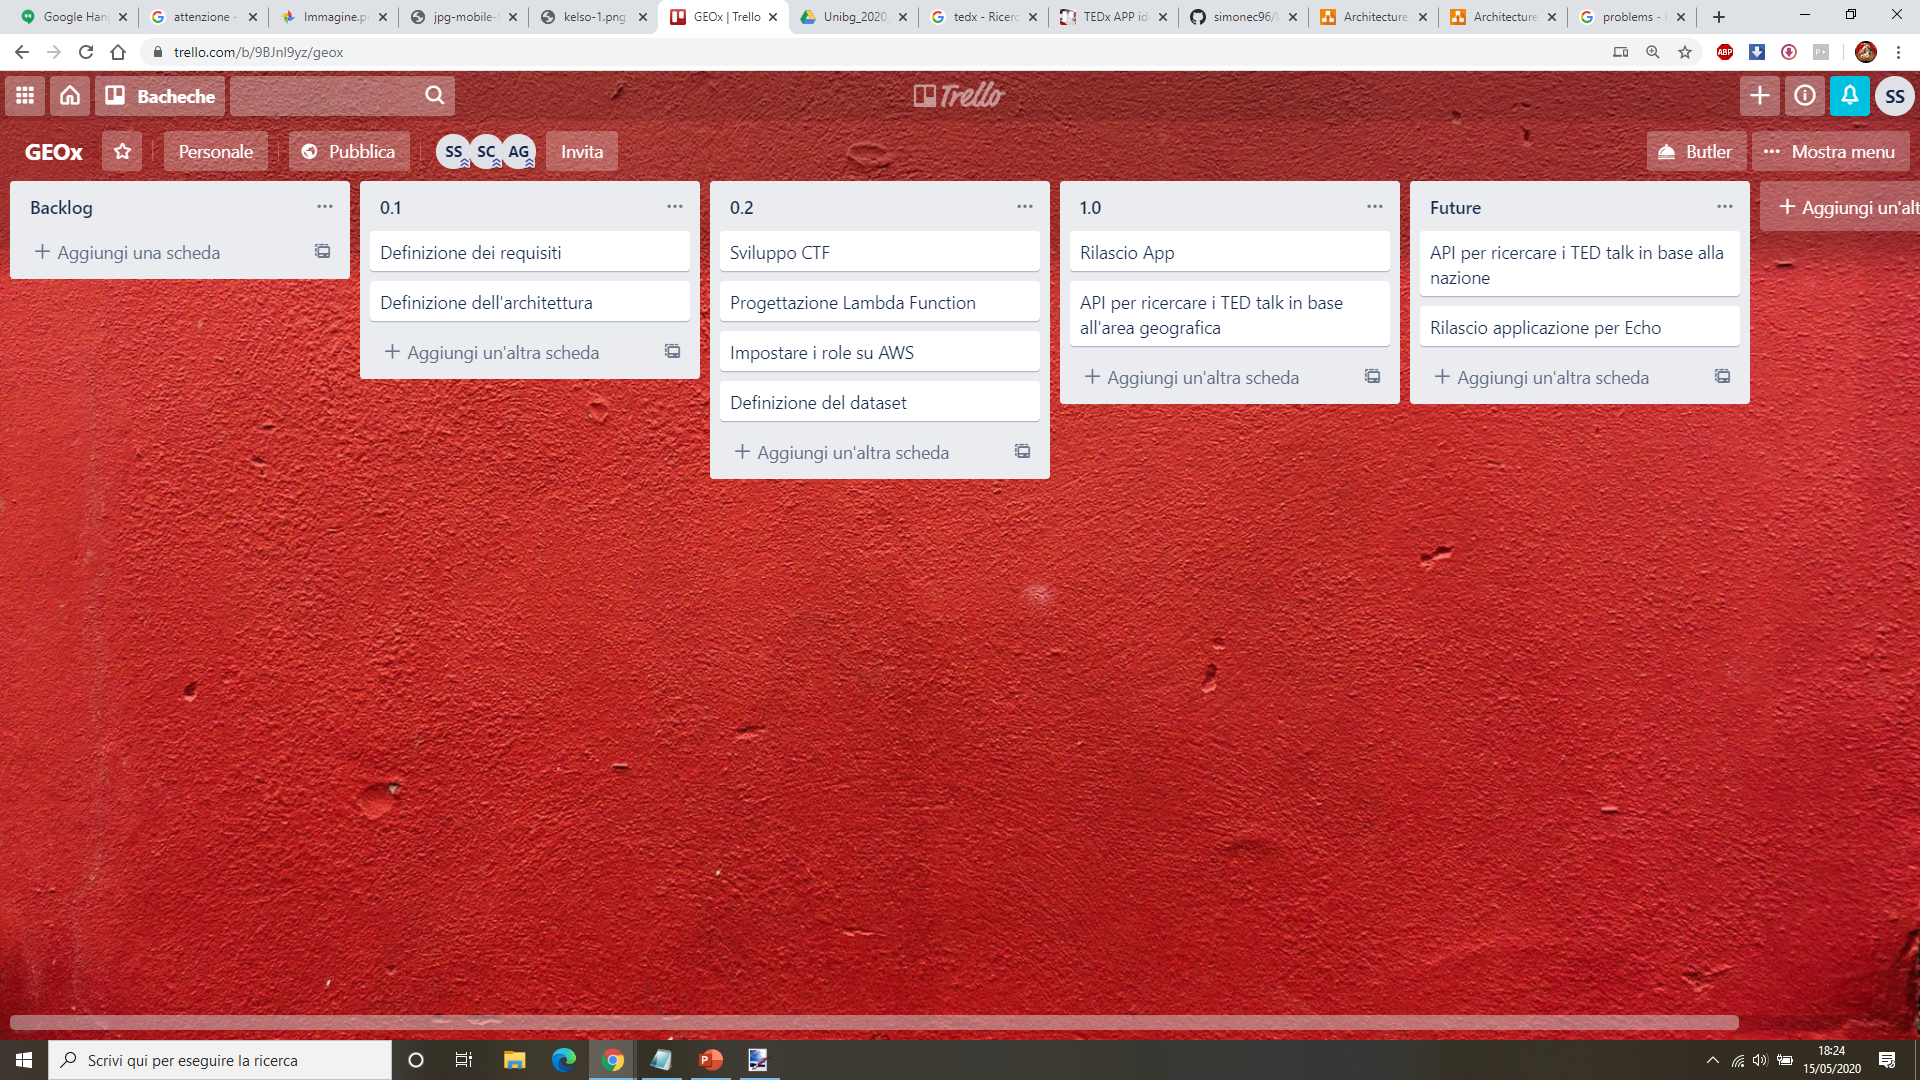 Google Han
attenzione -
Immagine.p
jpg-mobile-
kelso-1.png
GEOx | Trello
Unibg_2020_
tedx - Ricerc
TEDx APP id
simonec96/
Architecture
Architecture
problems -
trello.com/b/9BJnl9yz/geox
ABP
Bacheche
Trello
SS
GEOx
Personale
Pubblica
SS
SC
AG
Invita
Butler
Mostra menu
Backlog
+ Aggiungi una scheda
0.1
Definizione dei requisiti
Definizione dell'architettura
+ Aggiungi un'altra scheda
0.2
Sviluppo CTF
Progettazione Lambda Function
Impostare i role su AWS
Definizione del dataset
+ Aggiungi un'altra scheda
1.0
Rilascio App
API per ricercare i TED talk in base
all'area geografica
+ Aggiungi un'altra scheda
Future
API per ricercare i TED talk in base alla
nazione
Rilascio applicazione per Echo
+ Aggiungi un'altra scheda
+ Aggiungi un'alt
Scrivi qui per eseguire la ricerca
18:24
15/05/2020